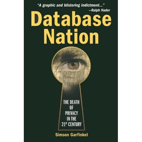 "A graphic and blistering indictment..."
—Ralph Nader
Database
Nation
THE DEATH
OF
PRIVACY
IN THE
21ST CENTURY
Simson Garfinkel